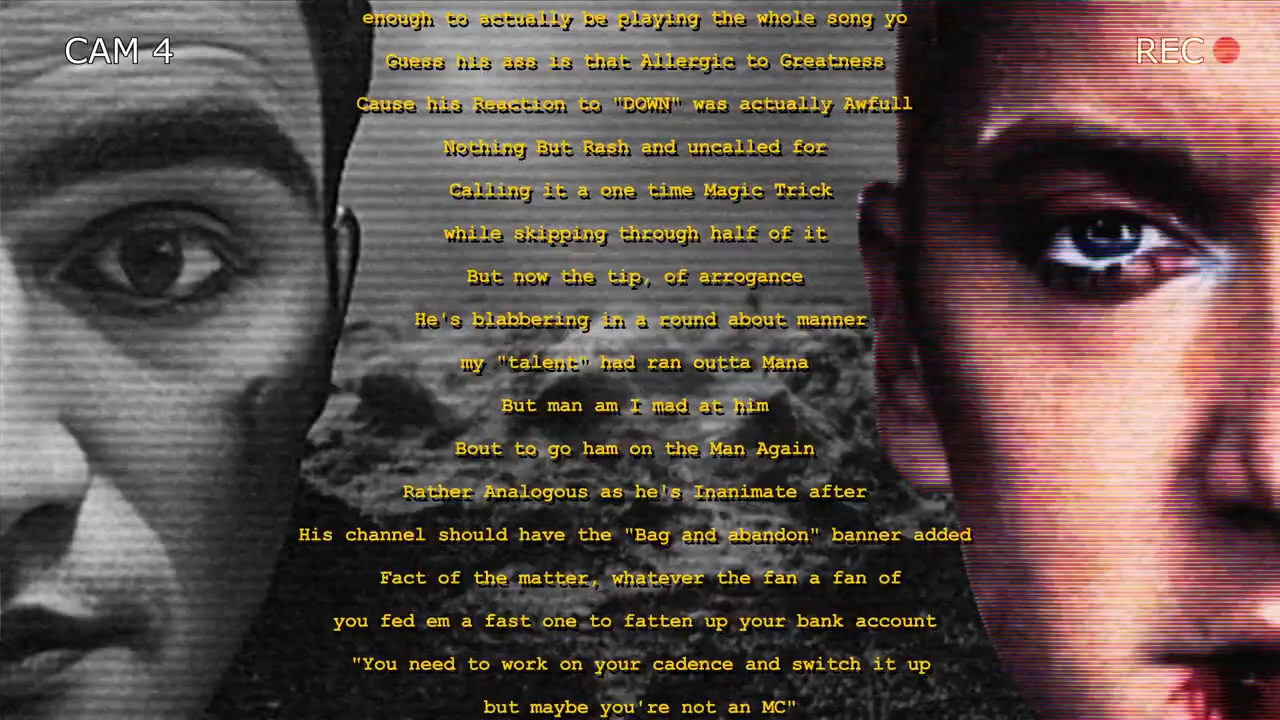 enough to actually be playing the whole song yo
CAM 4
REC
Guess his ass is that Allergic to Greatness
Cause his Reaction to "DOWN" was actually Awfull
Nothing But Rash and uncalled for
Calling it a one time Magic Trick
while skipping through half of it
But now the tip, of arrogance
He's blabbering in a round about manner
my "talent" had ran outta Mana
But man am I mad at him
Bout to go ham on the Man Again
Rather Analogous as he's Inanimate after
His channel should have the "Bag and abandon" banner added
Fact of the matter, whatever the fan a fan of
you fed em a fast one to fatten up your bank account
"You need to work on your cadence and switch it up
but maybe you're not an MC"